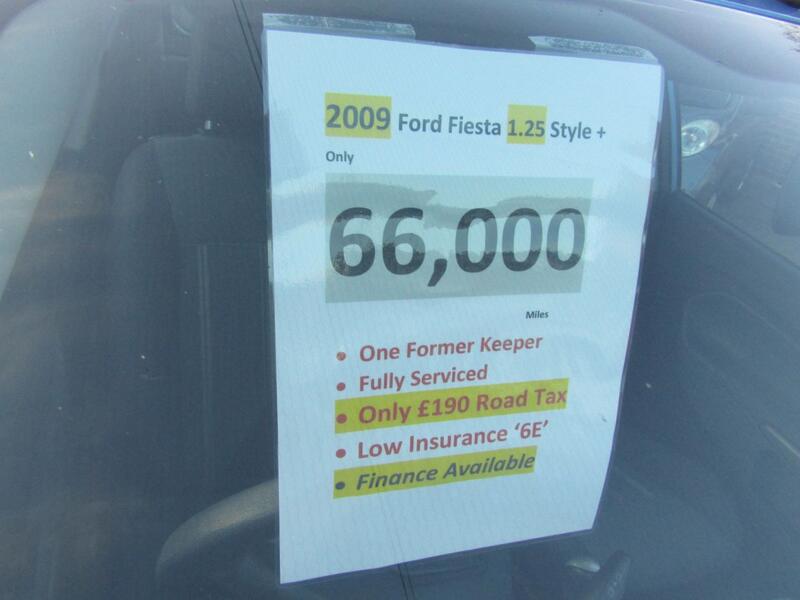 2009 Ford Fiesta 1.25 Style +
Only
66,000
Miles
• One Former Keeper
• Fully Serviced
• Only £190 Road Tax
• Low Insurance ‘6E’
• Finance Available